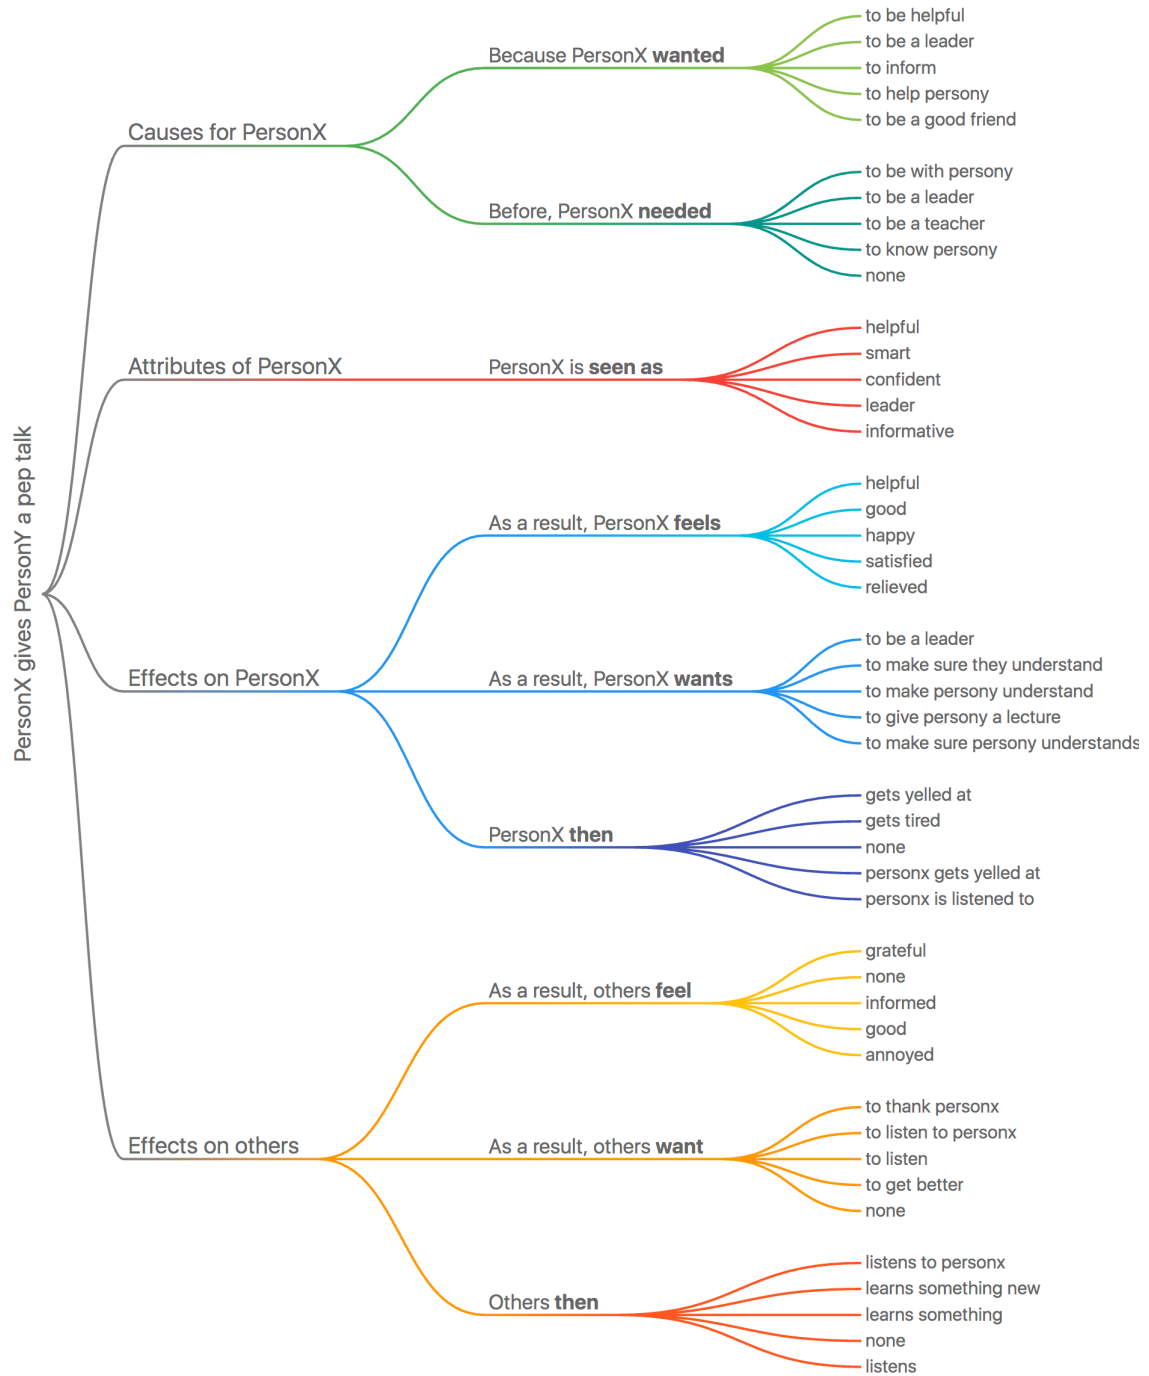 PersonX gives PersonY a pep talk
Causes for PersonX
Because PersonX wanted
to be helpful
to be a leader
to inform
to help persony
to be a good friend
Before, PersonX needed
to be with persony
to be a leader
to be a teacher
to know persony
none
Attributes of PersonX
PersonX is seen as
helpful
smart
confident
leader
informative
Effects on PersonX
As a result, PersonX feels
helpful
good
happy
satisfied
relieved
As a result, PersonX wants
to be a leader
to make sure they understand
to make persony understand
to give persony a lecture
to make sure persony understands
PersonX then
gets yelled at
gets tired
none
personx gets yelled at
personx is listened to
Effects on others
As a result, others feel
grateful
none
informed
good
annoyed
As a result, others want
to thank personx
to listen to personx
to listen
to get better
none
Others then
listens to personx
learns something new
learns something
none
listens